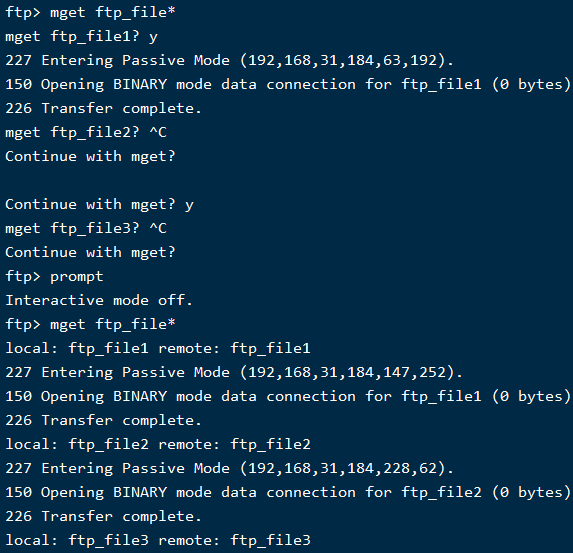 ftp> mget ftp_file*
mget ftp_file1? y
227 Entering Passive Mode (192,168,31,184,63,192).
150 Opening BINARY mode data connection for ftp_file1 (0 bytes)
226 Transfer complete.
mget ftp_file2? ^C
Continue with mget?
Continue with mget? y
mget ftp_file3? ^C
Continue with mget?
ftp> prompt
Interactive mode off.
ftp> mget ftp_file*
local: ftp_file1 remote: ftp_file1
227 Entering Passive Mode (192,168,31,184,147,252).
150 Opening BINARY mode data connection for ftp_file1 (0 bytes)
226 Transfer complete.
local: ftp_file2 remote: ftp_file2
227 Entering Passive Mode (192,168,31,184,228,62).
150 Opening BINARY mode data connection for ftp_file2 (0 bytes)
226 Transfer complete.
local: ftp_file3 remote: ftp_file3